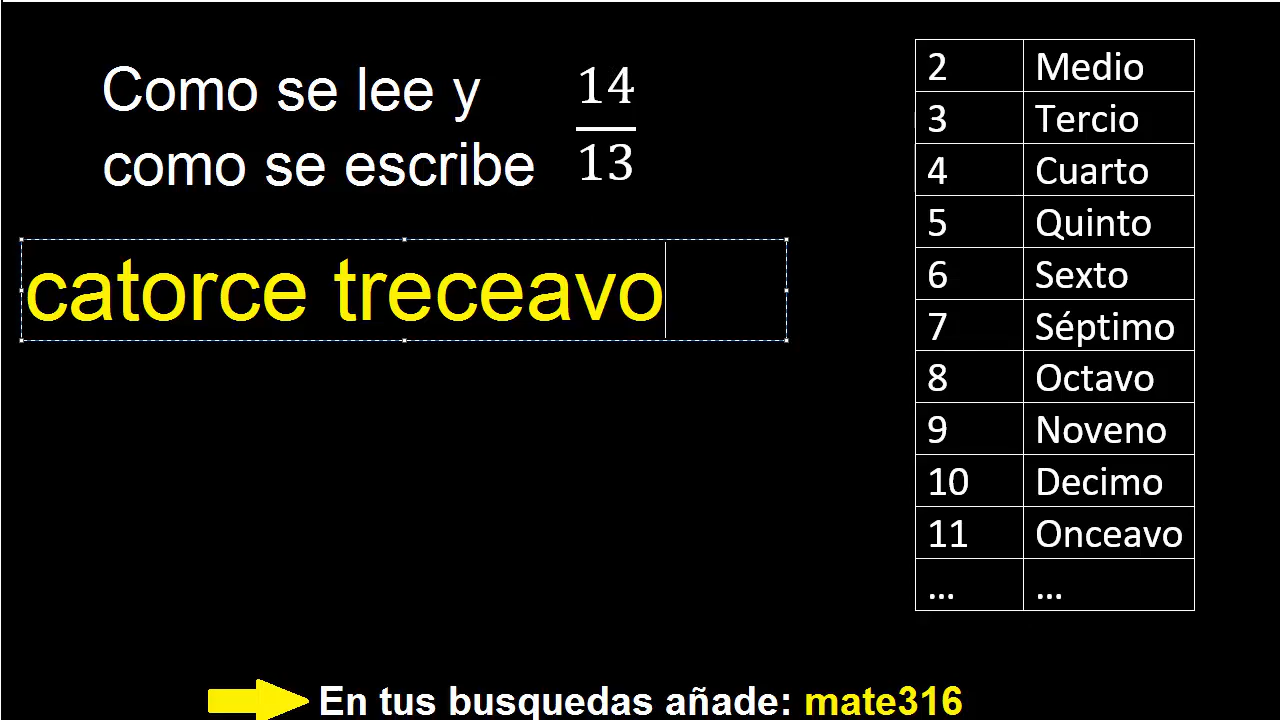 Como se lee y
como se escribe
14
13
catorce treceavo
2 Medio
3 Tercio
4 Cuarto
5 Quinto
6 Sexto
7 Séptimo
8 Octavo
9 Noveno
10 Decimo
11 Onceavo
... ...
En tus busquedas añade: mate316